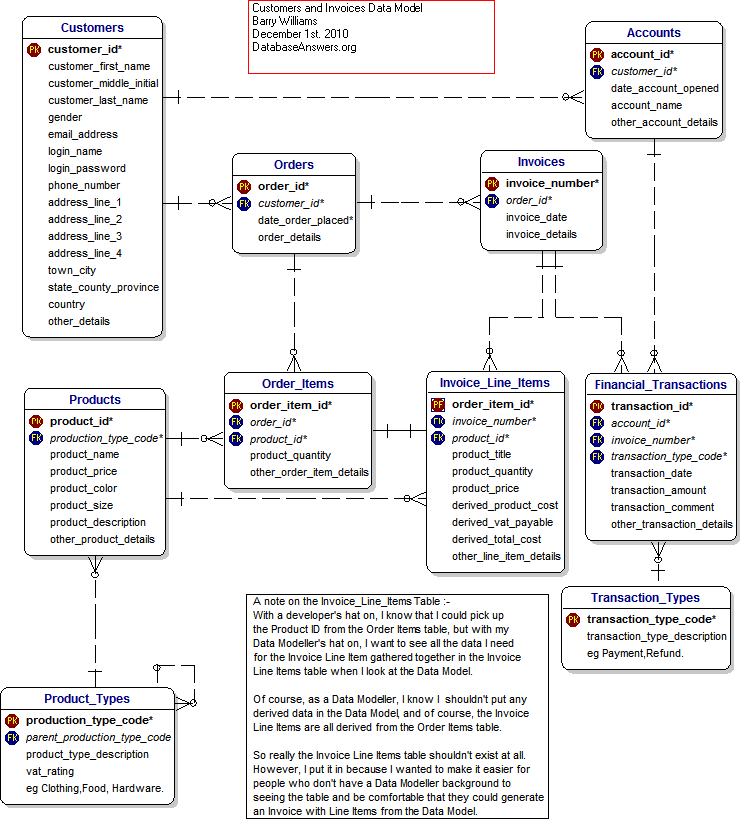 Customers and Invoices Data Model
Barry Williams
December 1st. 2010
DatabaseAnswers.org
Customers
PK customer_id*
customer_first_name
customer_middle_initial
customer_last_name
gender
email_address
login_name
login_password
phone_number
address_line_1
address_line_2
address_line_3
address_line_4
town_city
state_county_province
country
other_details
Accounts
PK account_id*
FK customer_id*
date_account_opened
account_name
other_account_details
Orders
PK order_id*
FK customer_id*
date_order_placed*
order_details
Invoices
PK invoice_number*
FK order_id*
invoice_date
invoice_details
Products
PK product_id*
FK production_type_code*
product_name
product_price
product_color
product_size
product_description
other_product_details
Order_Items
PK order_item_id*
FK order_id*
FK product_id*
product_quantity
other_order_item_details
Invoice_Line_Items
PF order_item_id*
FK invoice_number*
FK product_id*
product_title
product_quantity
product_price
derived_product_cost
derived_vat_payable
derived_total_cost
other_line_item_details
Financial_Transactions
PK transaction_id*
FK account_id*
FK invoice_number*
FK transaction_type_code*
transaction_date
transaction_amount
transaction_comment
other_transaction_details
Transaction_Types
PK transaction_type_code*
transaction_type_description
eg Payment,Refund.
Product_Types
PK production_type_code*
FK parent_production_type_code
product_type_description
vat_rating
eg Clothing,Food, Hardware.
A note on the Invoice_Line_Items Table :-
With a developer's hat on, I know that I could pick up
the Product ID from the Order Items table, but with my
Data Modeller's hat on, I want to see all the data I need
for the Invoice Line Item gathered together in the Invoice
Line Items table when I look at the Data Model.
Of course, as a Data Modeller, I know I shouldn't put any
derived data in the Data Model, and of course, the Invoice
Line Items are all derived from the Order Items table.
So really the Invoice Line Items table shouldn't exist at all.
However, I put it in because I wanted to make it easier for
people who don't have a Data Modeller background to
seeing the table and be comfortable that they could generate
an Invoice with Line Items from the Data Model.